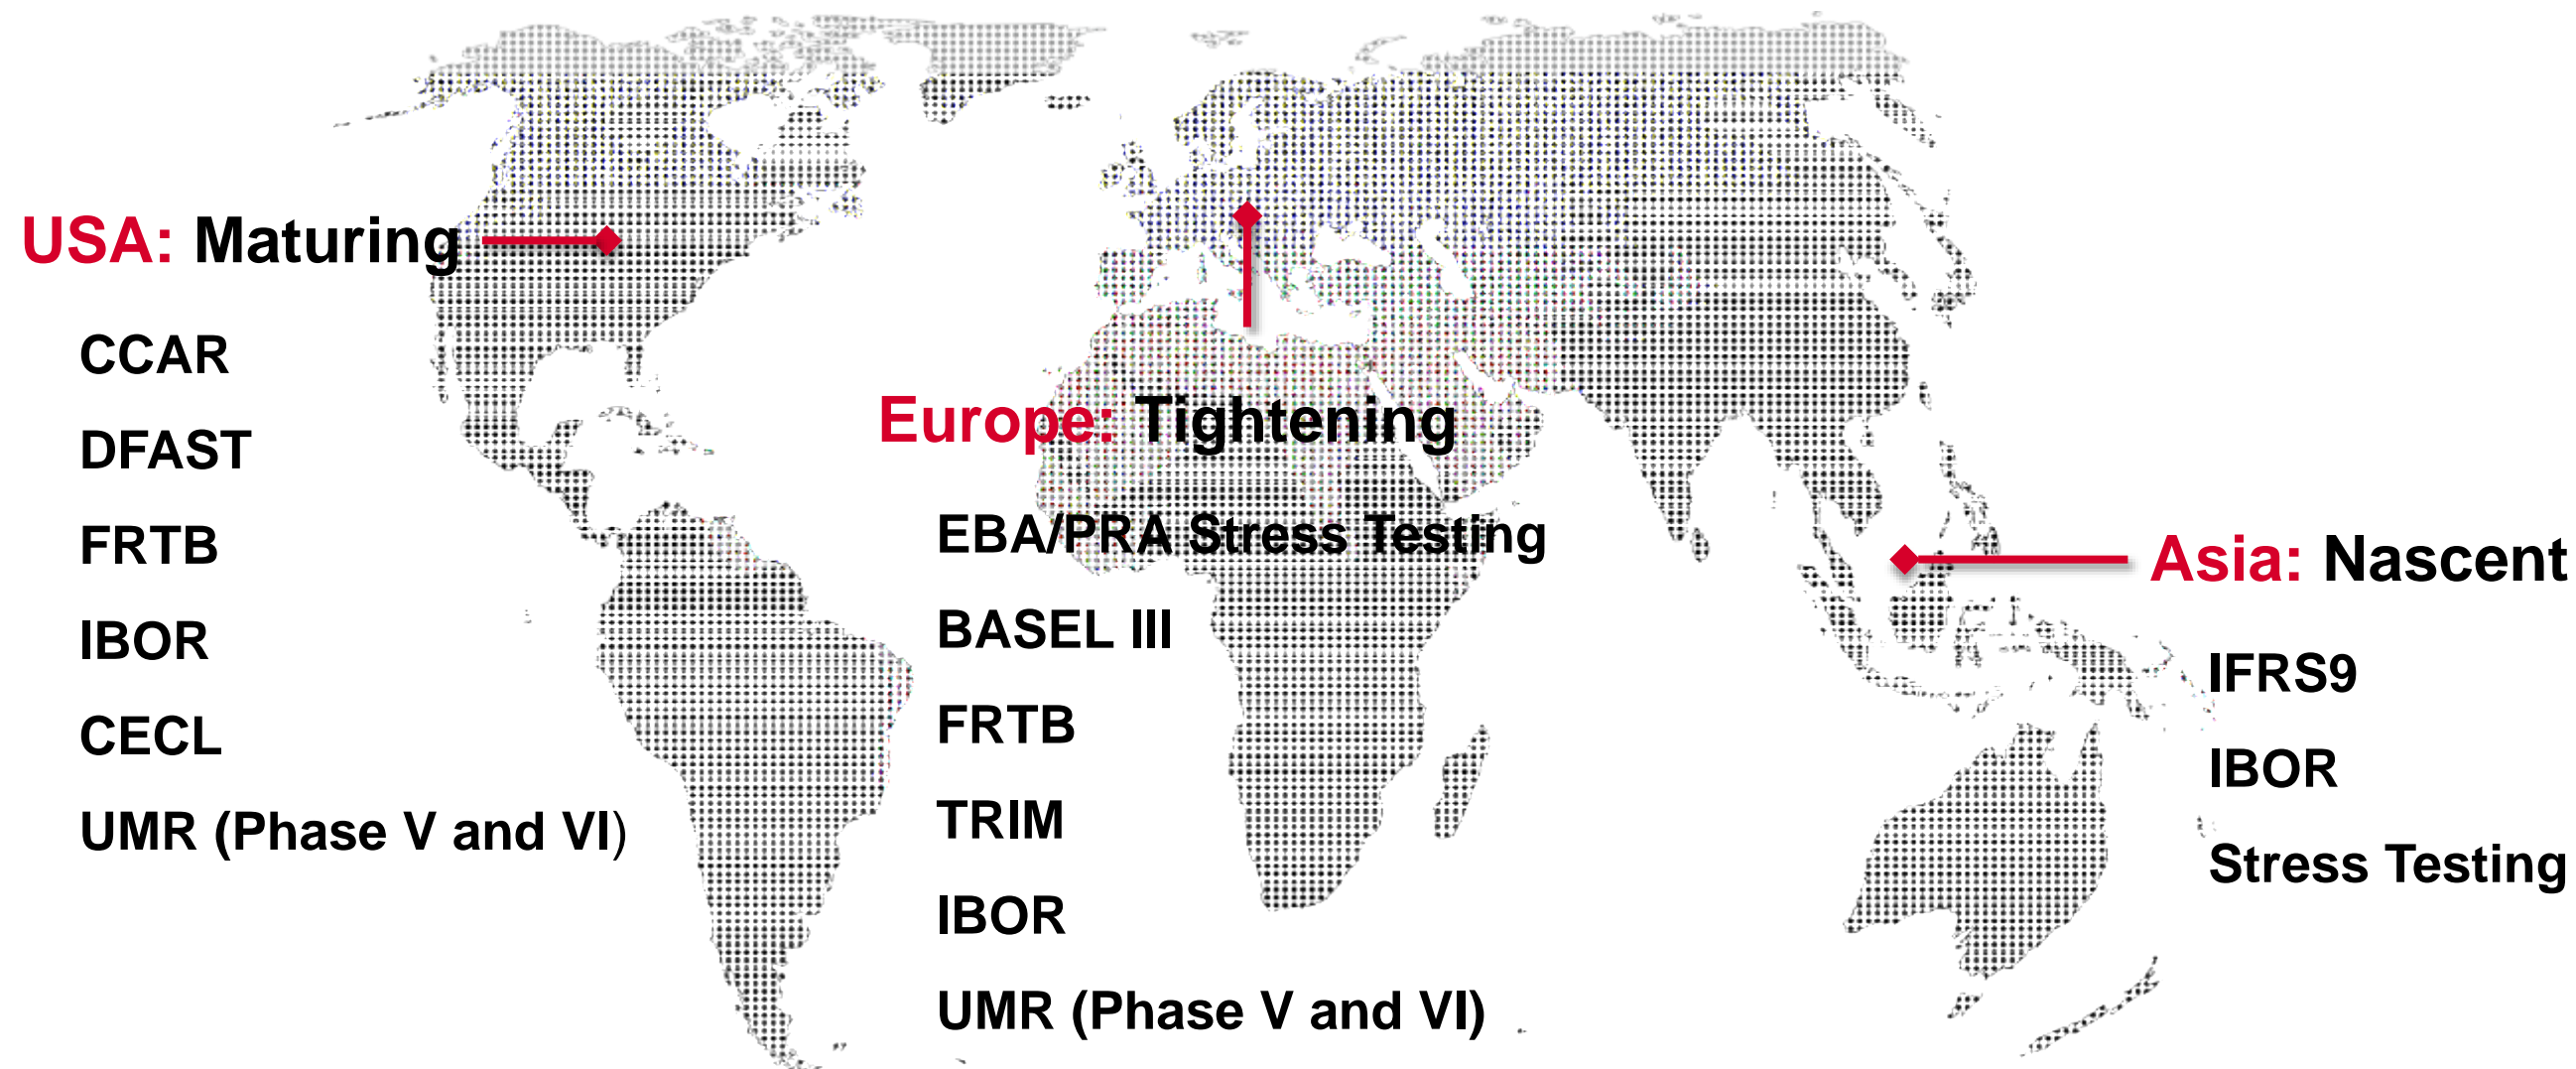 USA: Maturing
CCAR
DFAST
FRTB
IBOR
CECL
UMR (Phase V and VI)
Europe: Tightening
EBA/PRA Stress Testing
BASEL III
FRTB
TRIM
IBOR
UMR (Phase V and VI)
Asia: Nascent
IFRS9
IBOR
Stress Testing